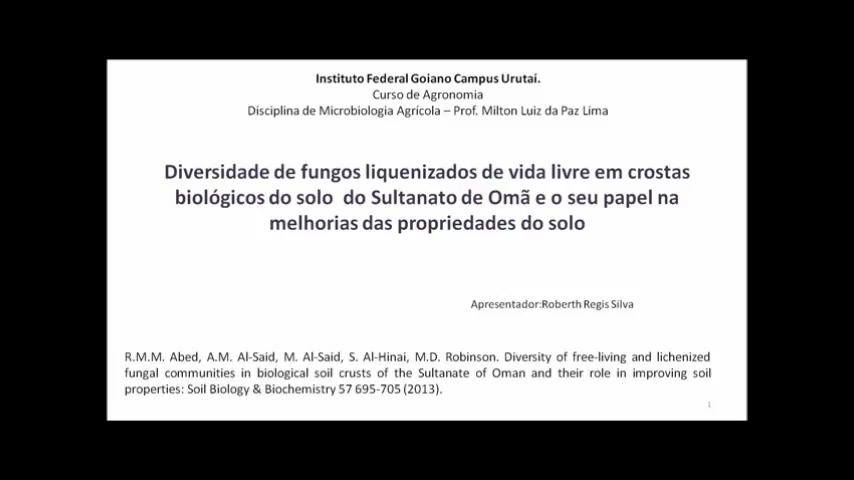 Instituto Federal Goiano Campus Urutaí.
Curso de Agronomia
Disciplina de Microbiologia Agrícola – Prof. Milton Luiz da Paz Lima
Diversidade de fungos liquenizados de vida livre em crostas
biológicos do solo do Sultanato de Omã e o seu papel na
melhorias das propriedades do solo
Apresentador:Roberth Regis Silva
R.M.M. Abed, A.M. Al-Said, M. Al-Said, S. Al-Hinai, M.D. Robinson. Diversity of free-living and lichenized
fungal communities in biological soil crusts of the Sultanate of Oman and their role in improving soil
properties: Soil Biology & Biochemistry 57 695-705 (2013).
1